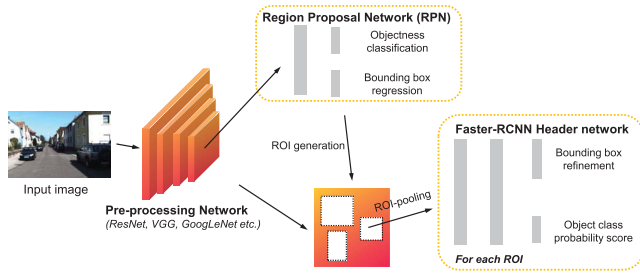 Region Proposal Network (RPN)
Objectness
classification
Bounding box
regression
Input image
Pre-processing Network
(ResNet, VGG, GoogLeNet etc.)
ROI generation
ROI-pooling
Faster-RCNN Header network
Bounding box
refinement
Object class
probability score
For each ROI